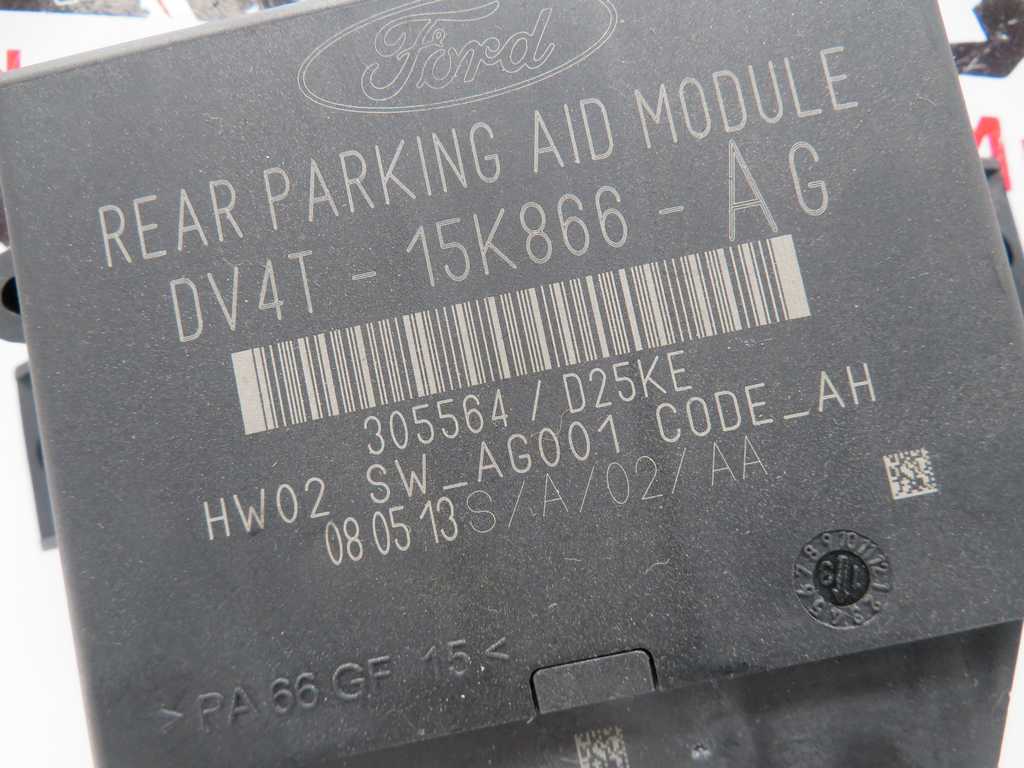 Ford
REAR PARKING AID MODULE
DV4T - 15K866 - AG
305564 / D25KE
HW02 SW_AG001 CODE_AH
08 05 13 S/A/02/AA
>PA 66 GF 15<